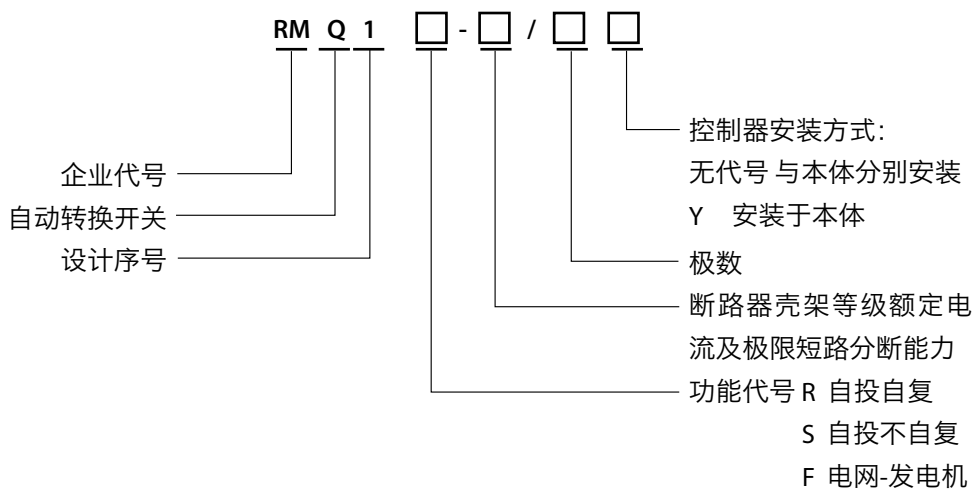 RM Q 1 □ - □ / □ □
控制器安装方式：
无代号 与本体分别安装
Y 安装于本体
企业代号
自动转换开关
设计序号
极数
断路器壳架等级额定电
流及极限短路分断能力
功能代号 R 自投自复
S 自投不自复
F 电网-发电机